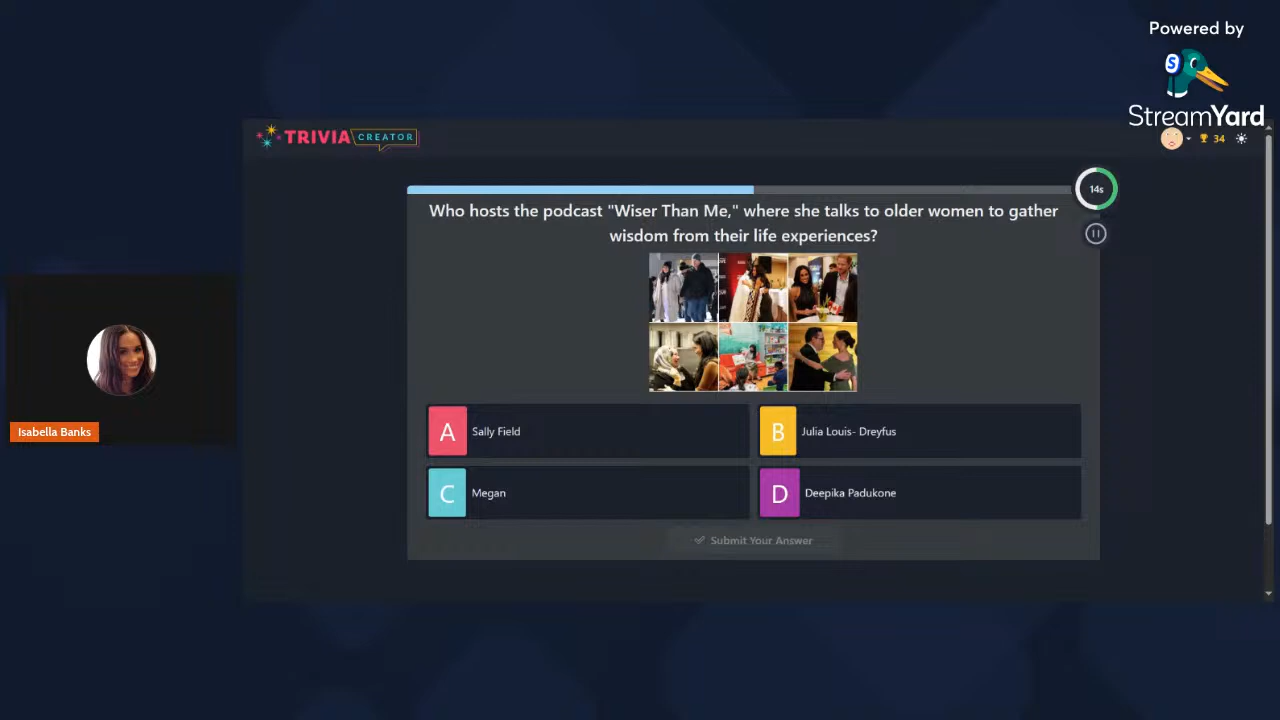 Powered by
S
StreamYard
TRIVIA CREATOR
34
14s
Who hosts the podcast "Wiser Than Me," where she talks to older women to gather
wisdom from their life experiences?
A Sally Field
B Julia Louis- Dreyfus
C Megan
D Deepika Padukone
Submit Your Answer
Isabella Banks